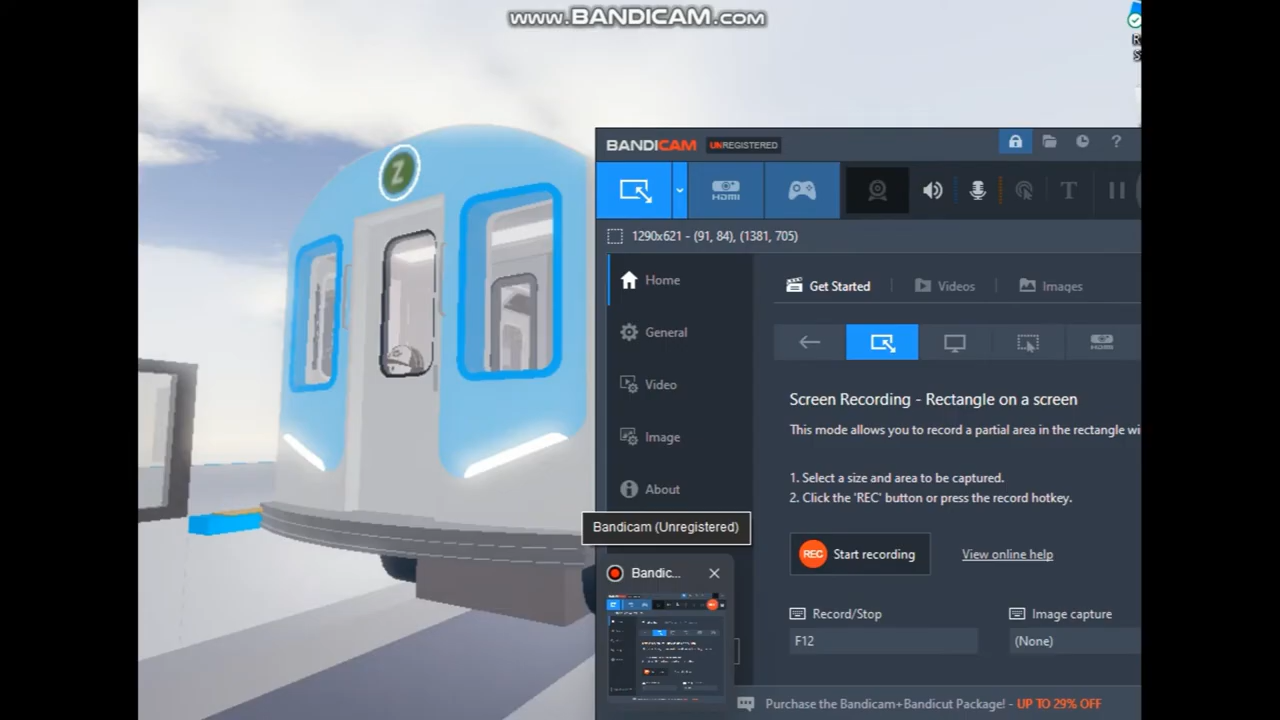 www.BANDICAM.com
Z
BANDICAM UNREGISTERED
?
HDMI
T
1290x621 - (91, 84), (1381, 705)
Home
General
Video
Image
About
Get Started
Videos
Images
HDMI
Screen Recording - Rectangle on a screen
This mode allows you to record a partial area in the rectangle wi
1. Select a size and area to be captured.
2. Click the 'REC' button or press the record hotkey.
Bandicam (Unregistered)
REC Start recording
View online help
Bandic...
Record/Stop
Image capture
F12
(None)
Purchase the Bandicam+Bandicut Package! - UP TO 29% OFF